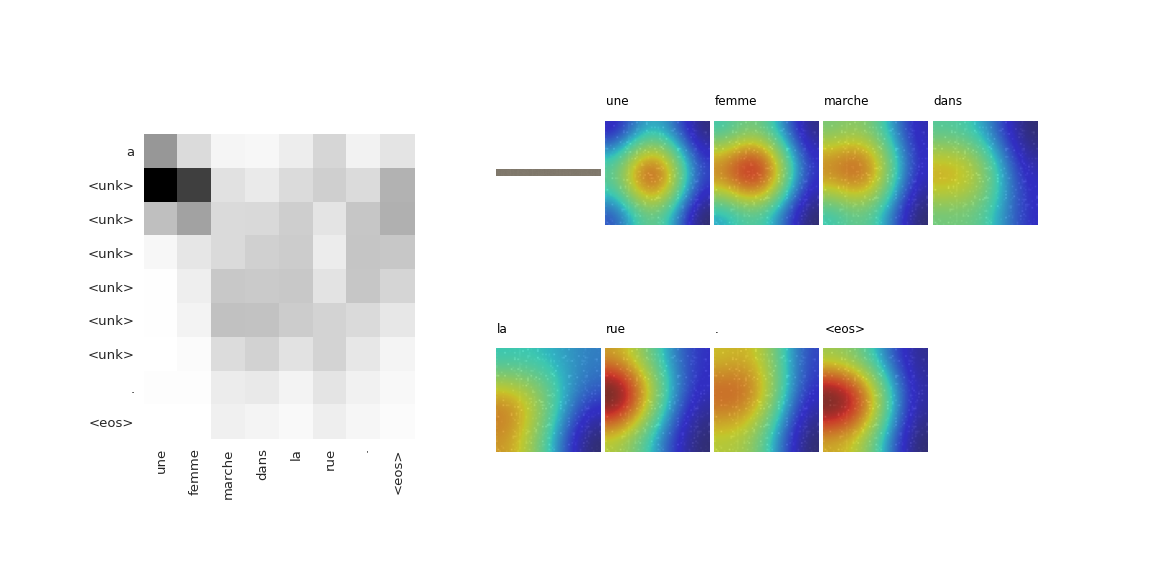 a
<unk>
<unk>
<unk>
<unk>
<unk>
<unk>
.
<eos>
une femme marche dans la rue . <eos>
une femme marche dans
la rue . <eos>